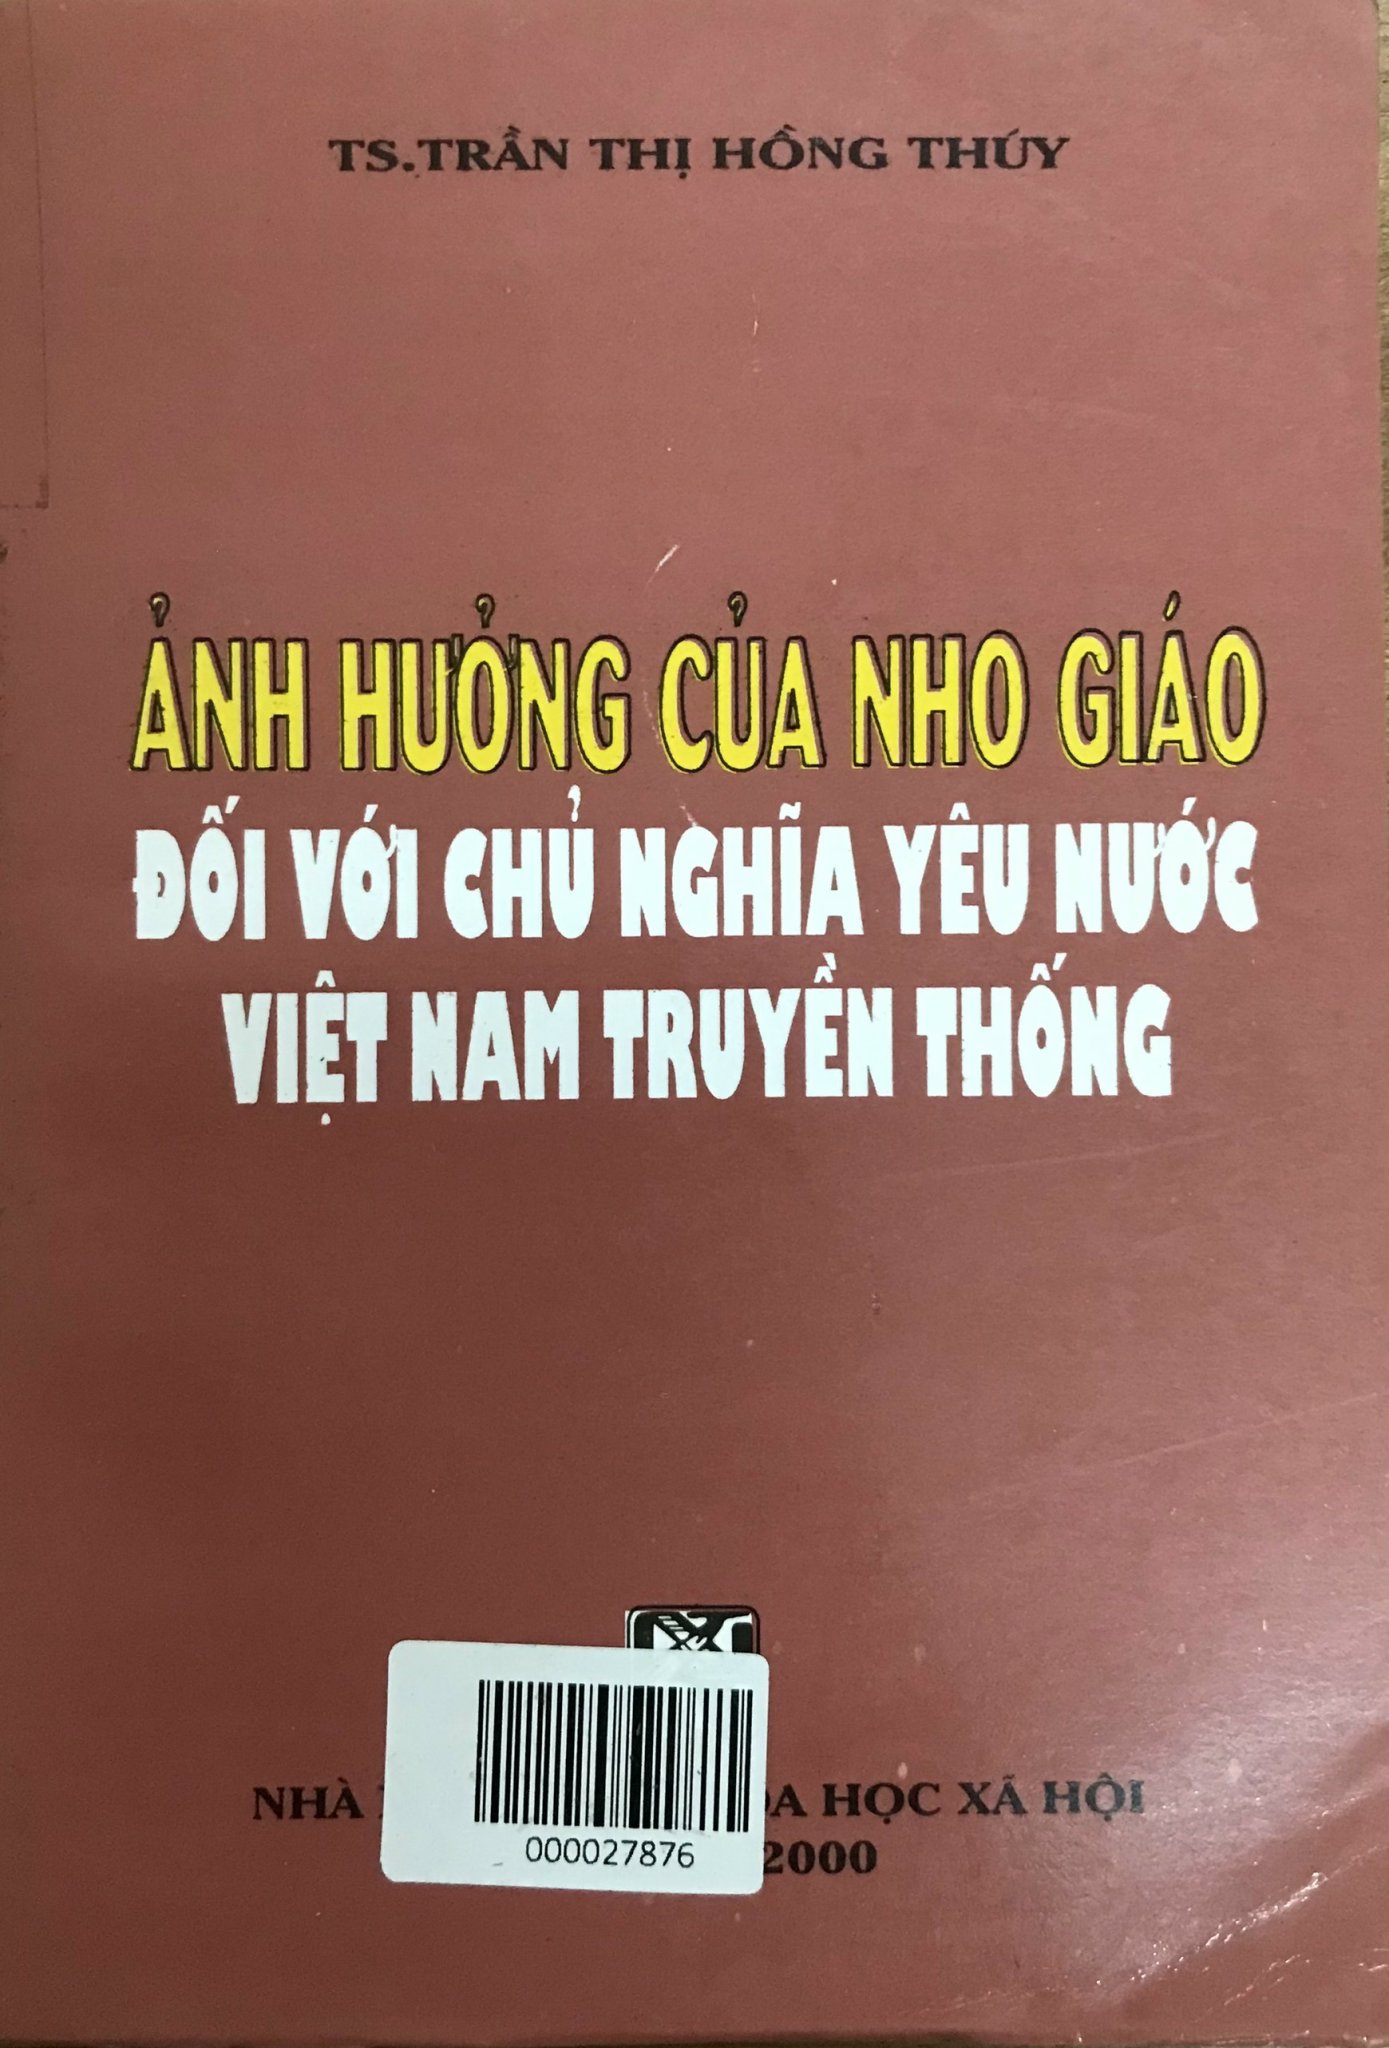 TS.TRẦN THỊ HỒNG THÚY
ẢNH HƯỞNG CỦA NHO GIÁO
ĐỐI VỚI CHỦ NGHĨA YÊU NƯỚC
VIỆT NAM TRUYỀN THỐNG
NHÀ HỌC XÃ HỘI
000027876
2000